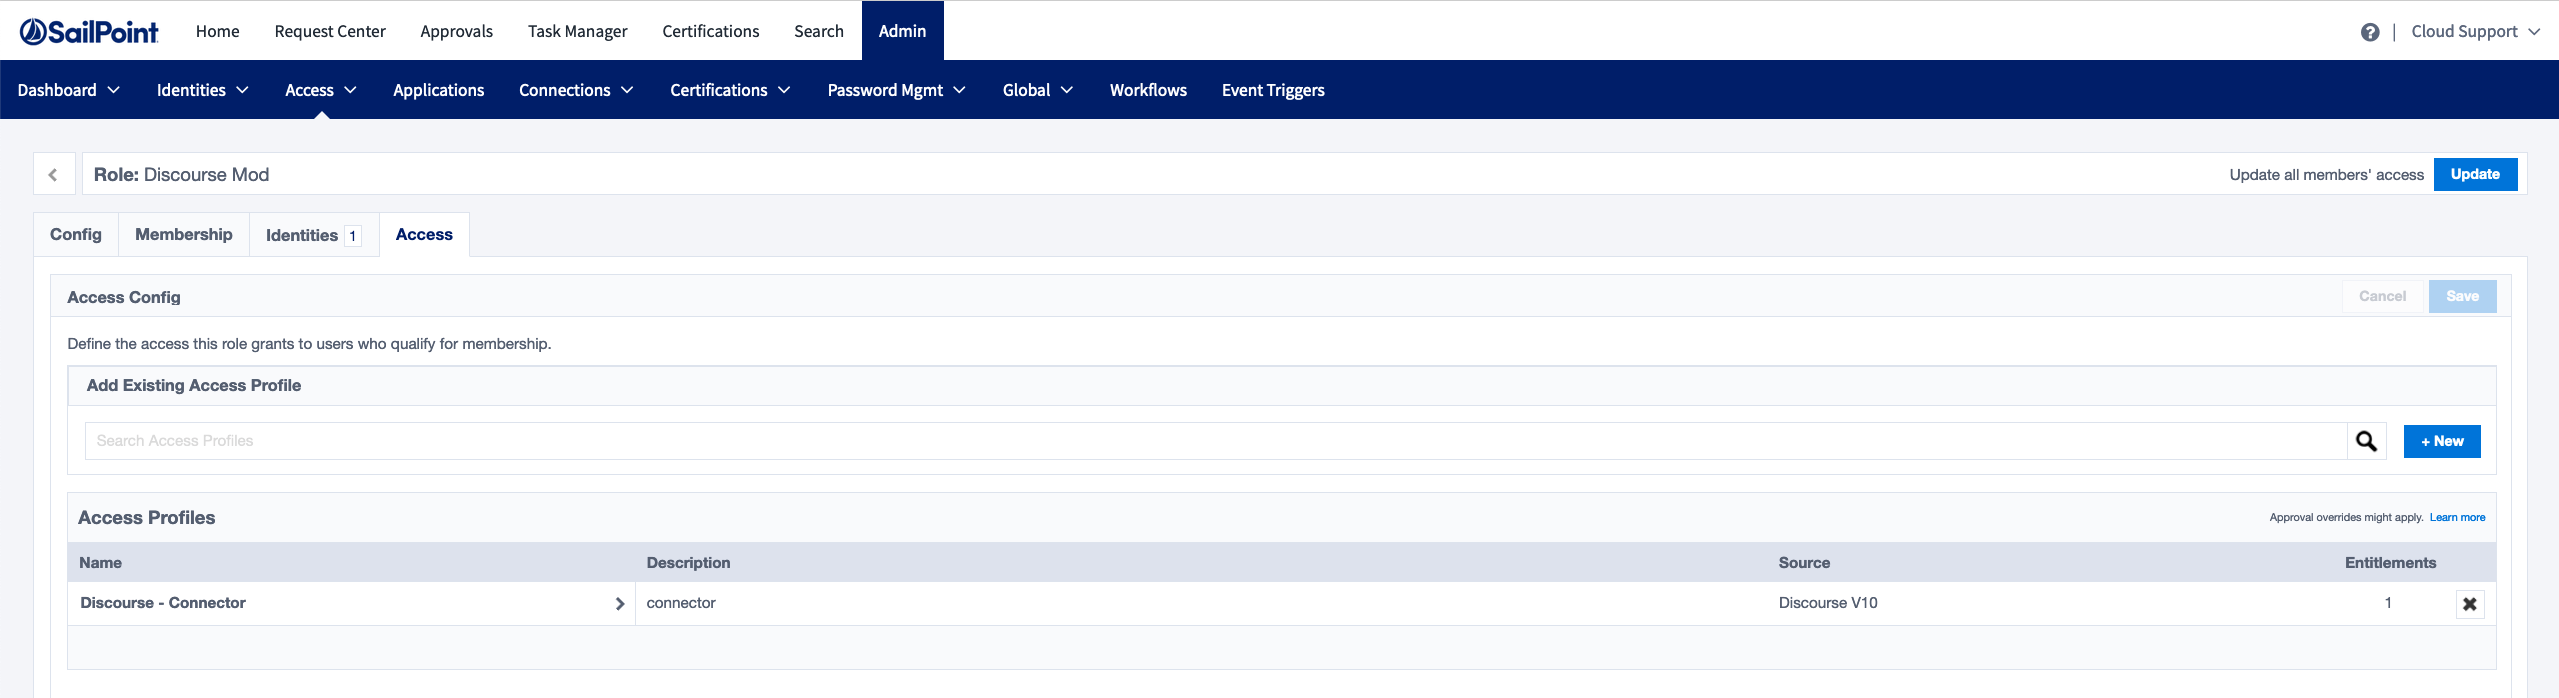 SailPoint Home Request Center Approvals Task Manager Certifications Search Admin ? | Cloud Support
Dashboard Identities Access Applications Connections Certifications Password Mgmt Global Workflows Event Triggers
Role: Discourse Mod Update all members' access Update
Config Membership Identities 1 Access
Access Config Cancel Save
Define the access this role grants to users who qualify for membership.
Add Existing Access Profile
Search Access Profiles + New
Access Profiles Approval overrides might apply. Learn more
Name Description Source Entitlements
Discourse - Connector connector Discourse V10 1